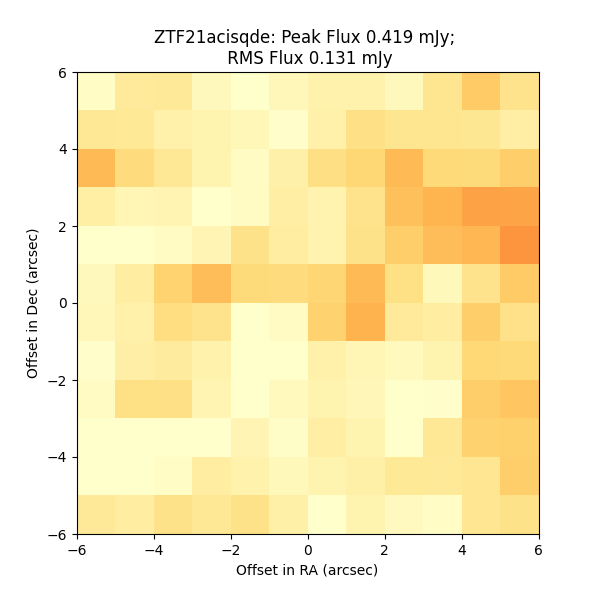 ZTF21acisqde: Peak Flux 0.419 mJy;
RMS Flux 0.131 mJy
6
4
2
0
−2
−4
−6
Offset in Dec (arcsec)
−6 −4 −2 0 2 4 6
Offset in RA (arcsec)